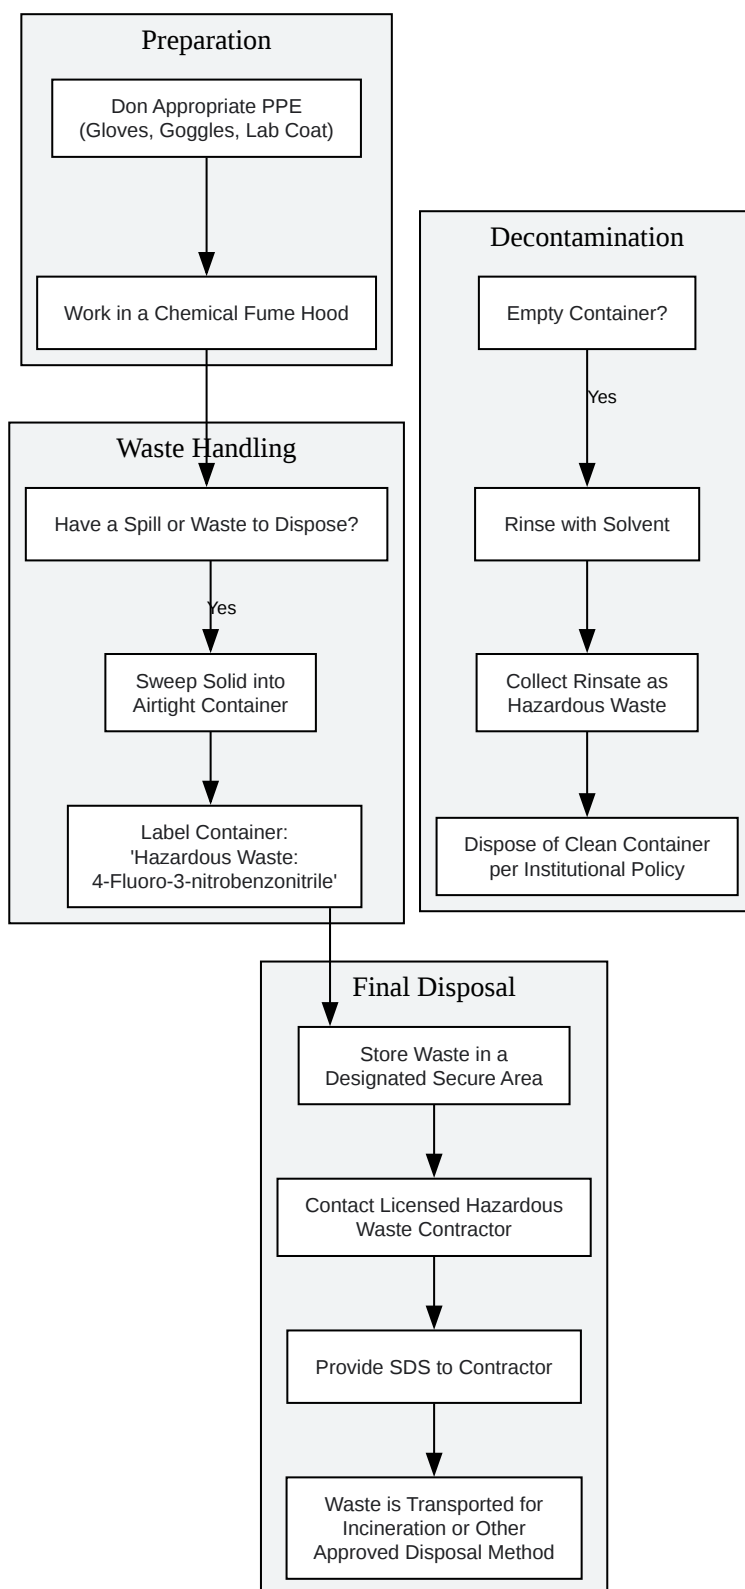 Preparation
Don Appropriate PPE
(Gloves, Goggles, Lab Coat)
Work in a Chemical Fume Hood
Waste Handling
Have a Spill or Waste to Dispose?
Yes
Sweep Solid into
Airtight Container
Label Container:
'Hazardous Waste:
4-Fluoro-3-nitrobenzonitrile'
Decontamination
Empty Container?
Yes
Rinse with Solvent
Collect Rinsate as
Hazardous Waste
Dispose of Clean Container
per Institutional Policy
Final Disposal
Store Waste in a
Designated Secure Area
Contact Licensed Hazardous
Waste Contractor
Provide SDS to Contractor
Waste is Transported for
Incineration or Other
Approved Disposal Method